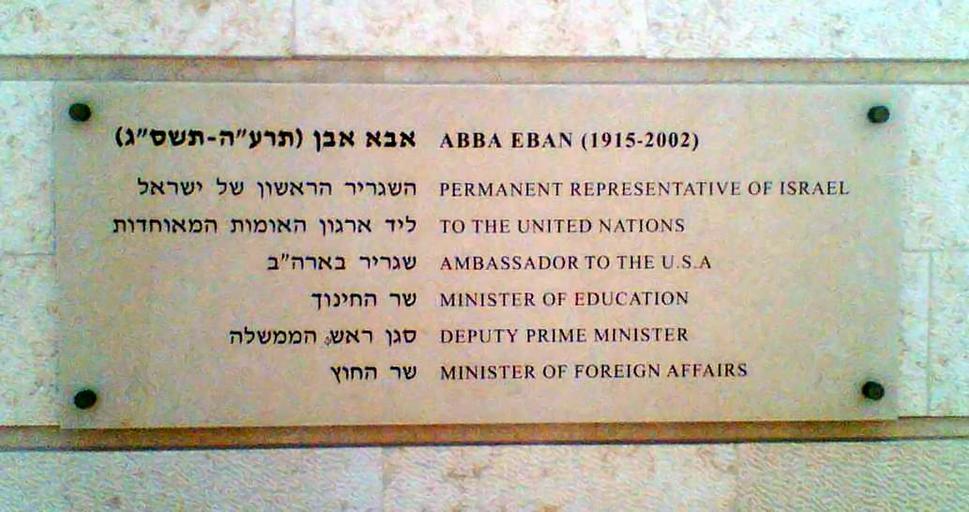 אבא אבן (תרע"ה-תשס"ג)
השגריר הראשון של ישראל
ליד ארגון האומות המאוחדות
שגריר בארה"ב
שר החינוך
סגן ראש הממשלה
שר החוץ
ABBA EBAN (1915-2002)
PERMANENT REPRESENTATIVE OF ISRAEL
TO THE UNITED NATIONS
AMBASSADOR TO THE U.S.A
MINISTER OF EDUCATION
DEPUTY PRIME MINISTER
MINISTER OF FOREIGN AFFAIRS